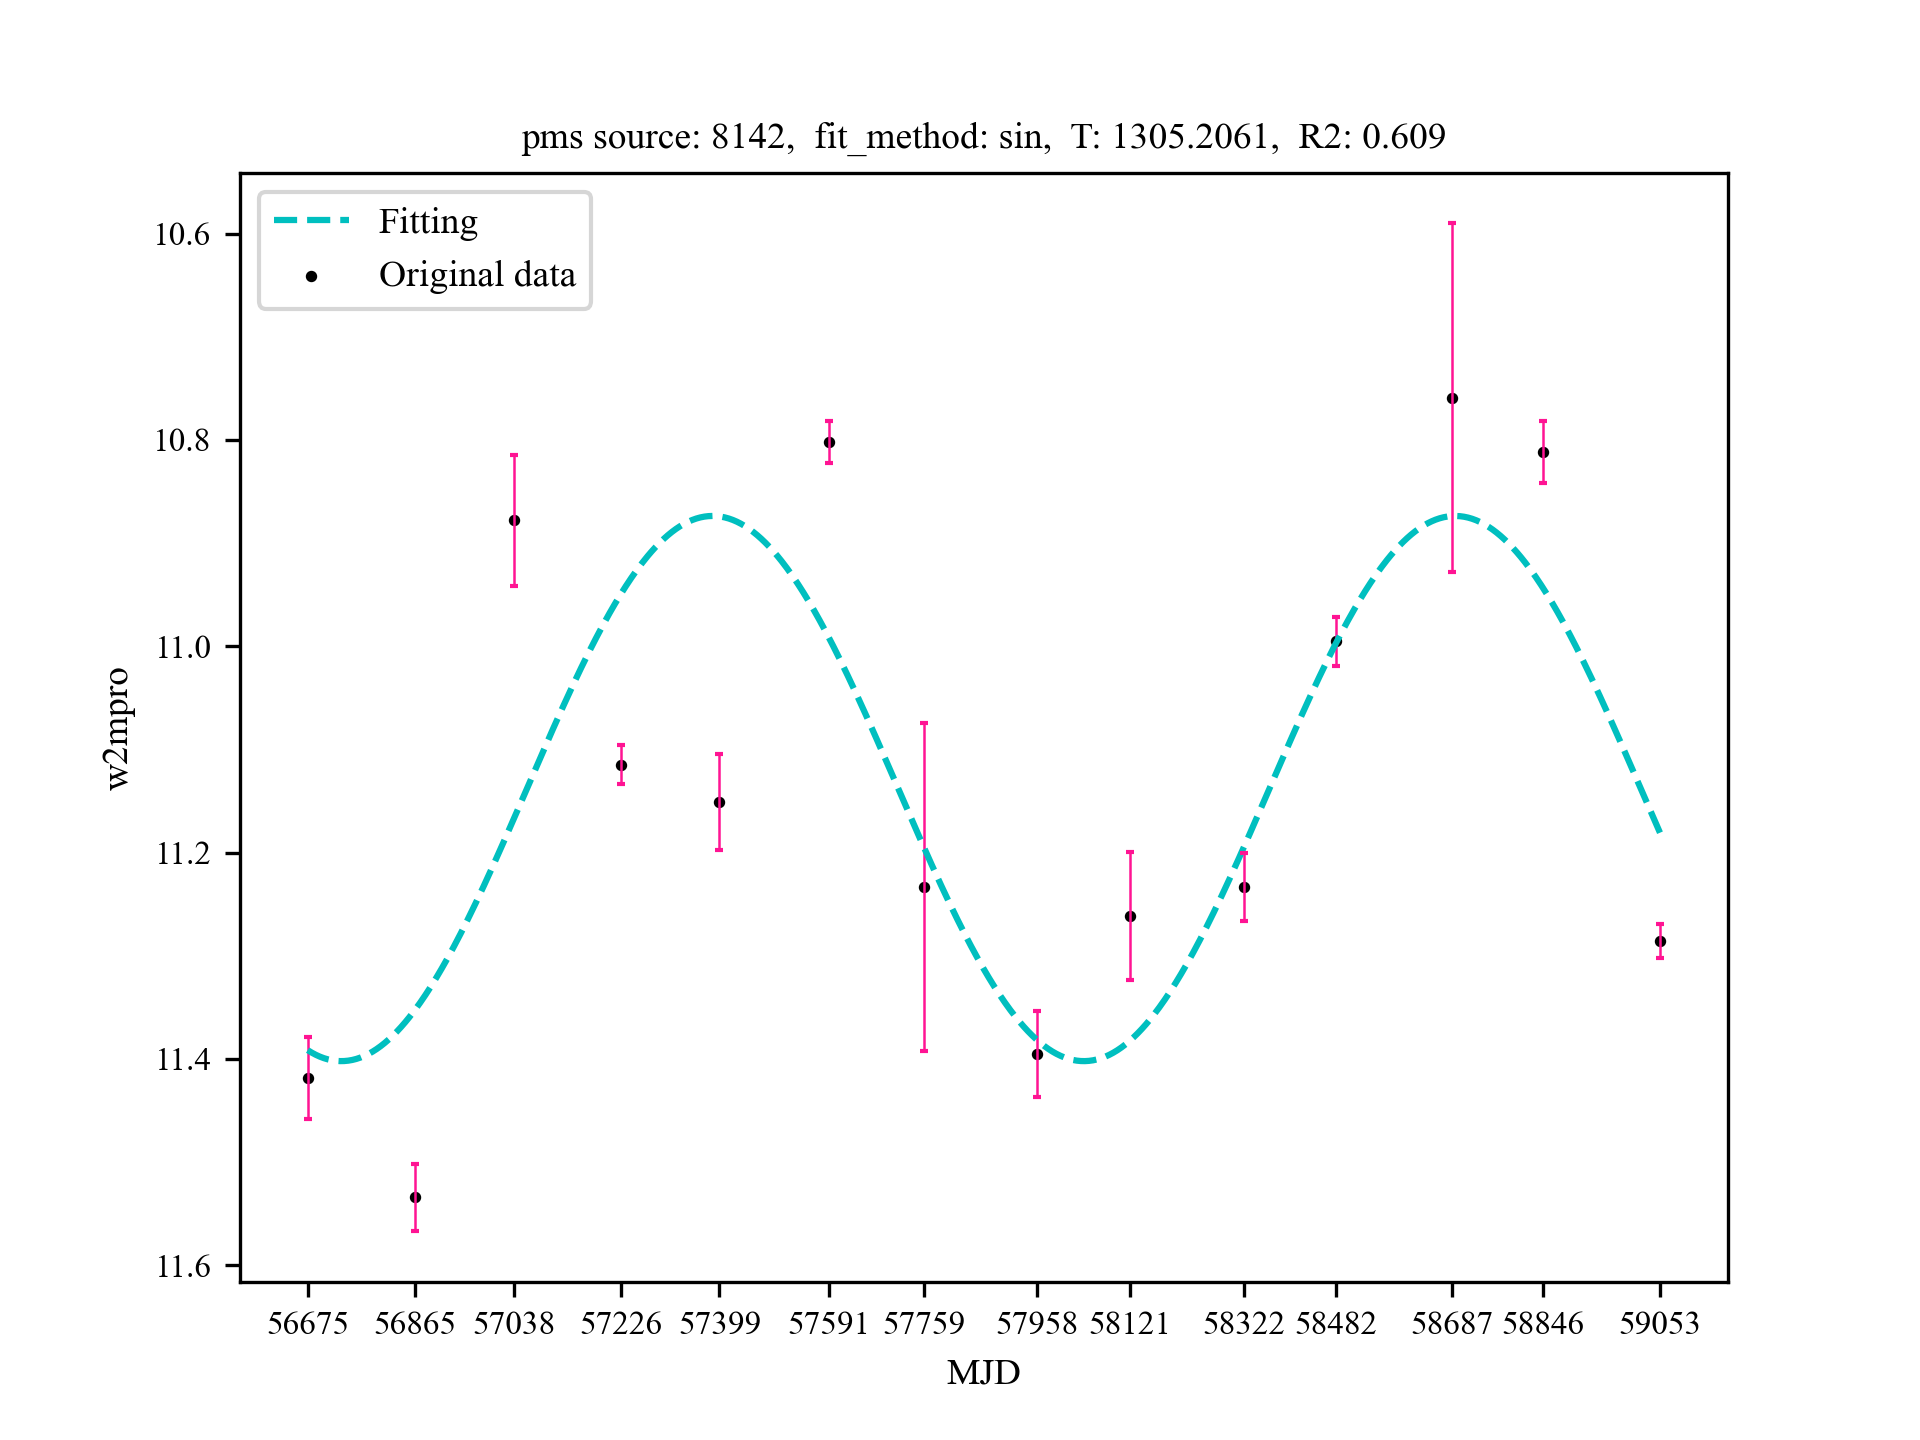 pms source: 8142,  fit_method: sin,  T: 1305.2061,  R2: 0.609
Fitting
Original data
10.6
10.8
11.0
11.2
11.4
11.6
w2mpro
56675 56865 57038 57226 57399 57591 57759 57958 58121 58322 58482 58687 58846 59053
MJD